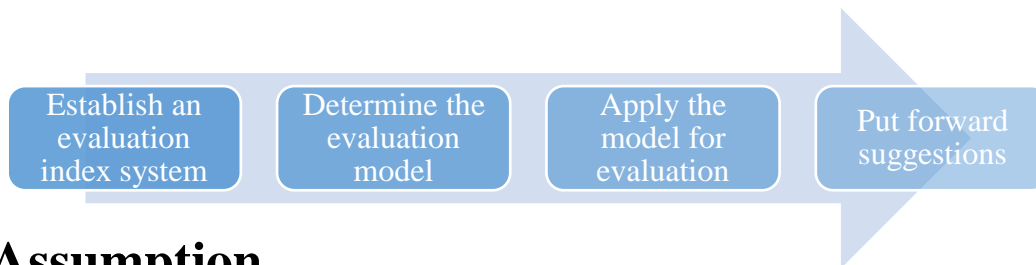 Establish an
evaluation
index system
Determine the
evaluation
model
Apply the
model for
evaluation
Put forward
suggestions
Assumption